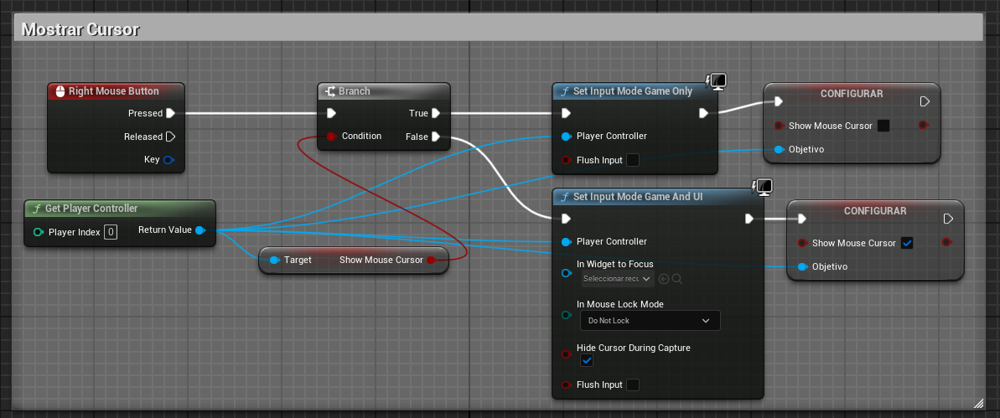 Mostrar Cursor
Right Mouse Button
Pressed
Released
Key
Branch
True
Condition
False
f Set Input Mode Game Only
Player Controller
Flush Input
CONFIGURAR
Show Mouse Cursor
Objetivo
f Get Player Controller
Player Index 0
Return Value
Target
Show Mouse Cursor
f Set Input Mode Game And UI
Player Controller
In Widget to Focus
Seleccionar recu
In Mouse Lock Mode
Do Not Lock
Hide Cursor During Capture
Flush Input
CONFIGURAR
Show Mouse Cursor
Objetivo